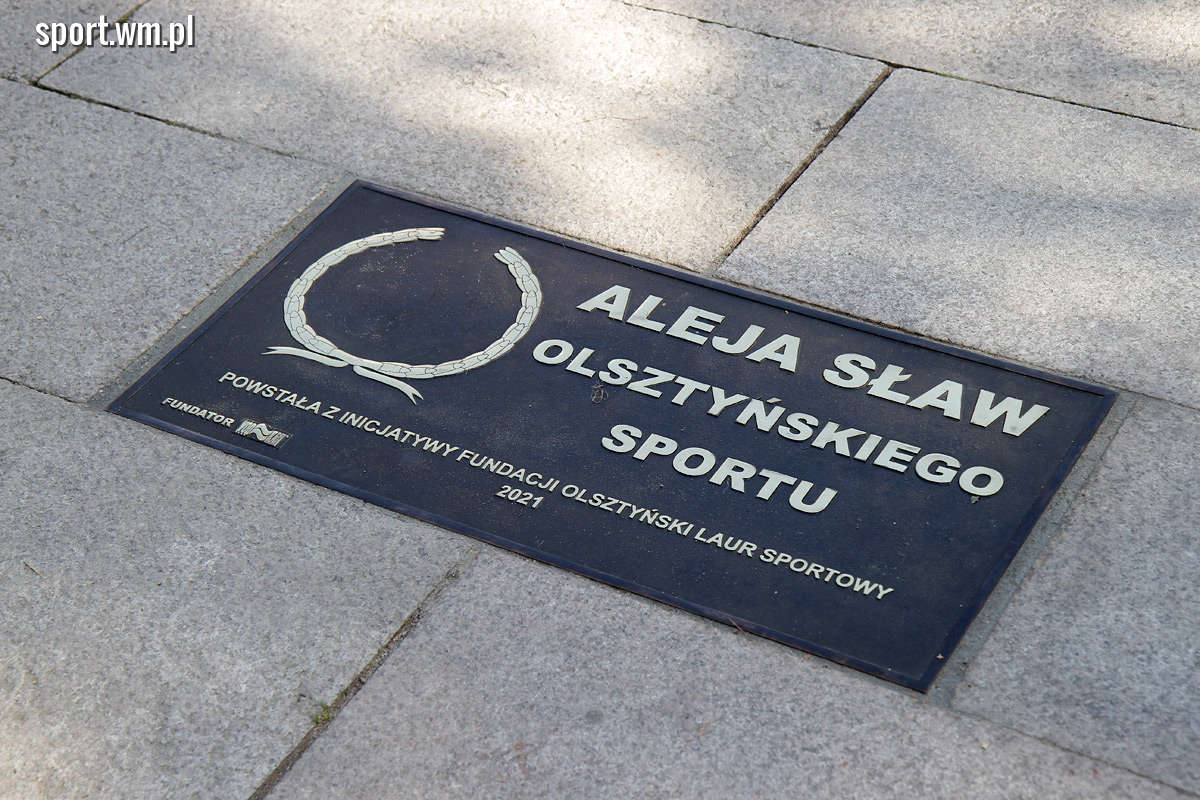 sport.wm.pl
ALEJA SŁAW
OLSZTYŃSKIEGO
SPORTU
POWSTAŁA Z INICJATYWY FUNDACJI OLSZTYŃSKI LAUR SPORTOWY
2021
FUNDATOR